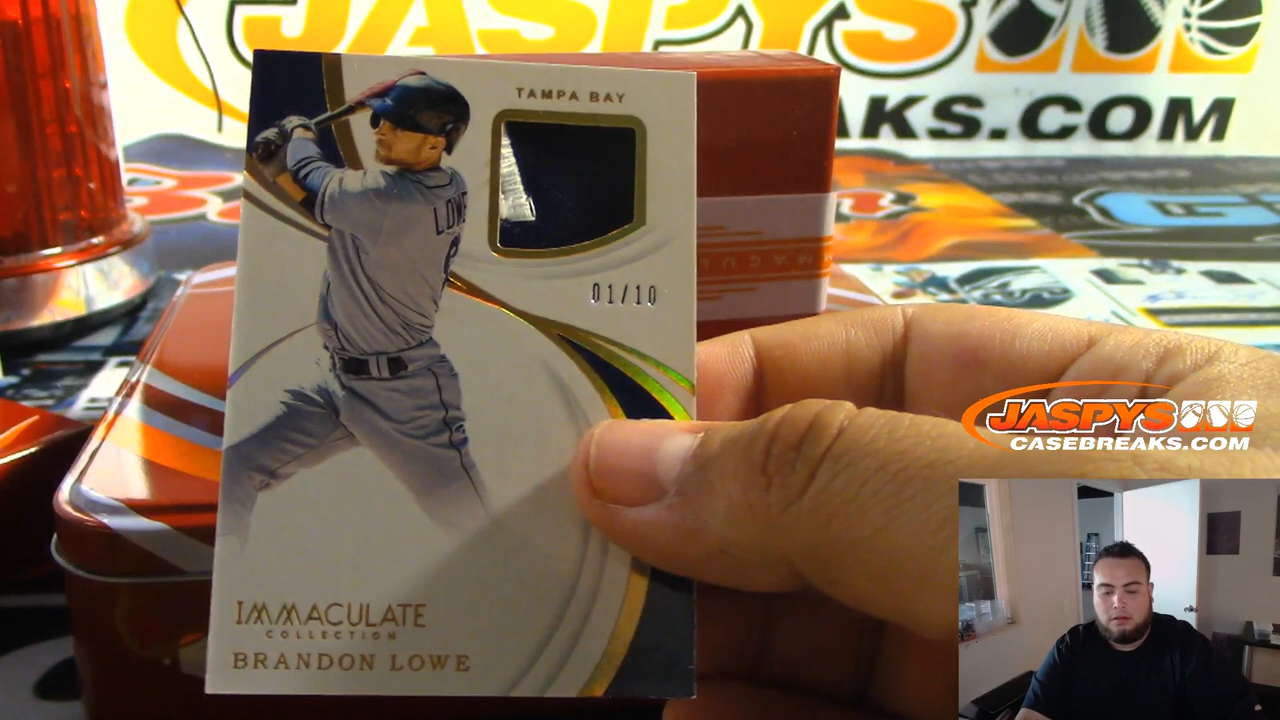 JASPYS
AKS.COM
TAMPA BAY
LOWE
01/10
IMMACULATE
COLLECTION
BRANDON LOWE
JASPYS
CASEBREAKS.COM